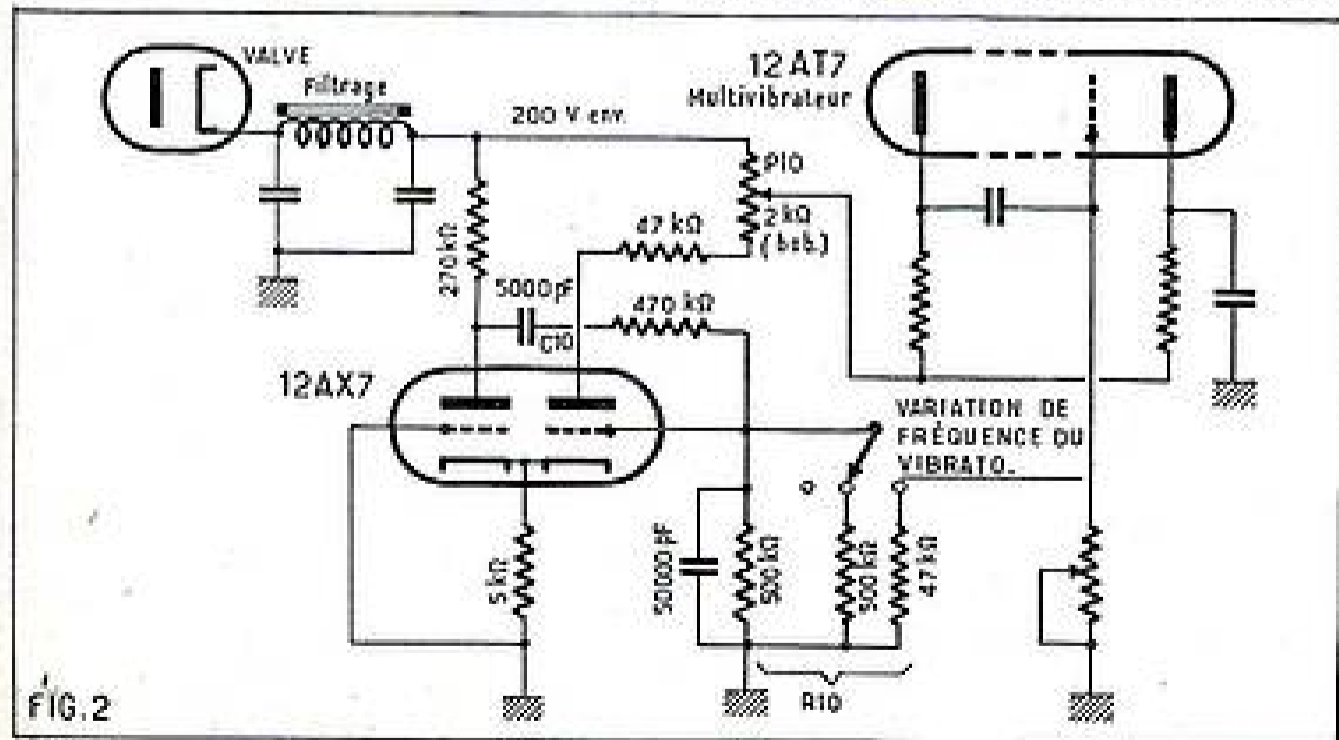 VALVE
Filtrage
200 V env.
12 AT7
Multivibrateur
P10
2 kΩ
(bob.)
47 kΩ
270 kΩ
5000 pF
C10
470 kΩ
12AX7
VARIATION DE
FRÉQUENCE DU
VIBRATO.
5 kΩ
50000 pF
500 kΩ
500 kΩ
47 kΩ
R10
FIG.2